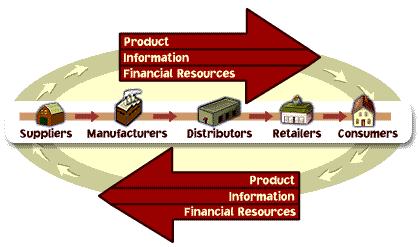 Product
Information
Financial Resources
Suppliers Manufacturers Distributors Retailers Consumers
Product
Information
Financial Resources